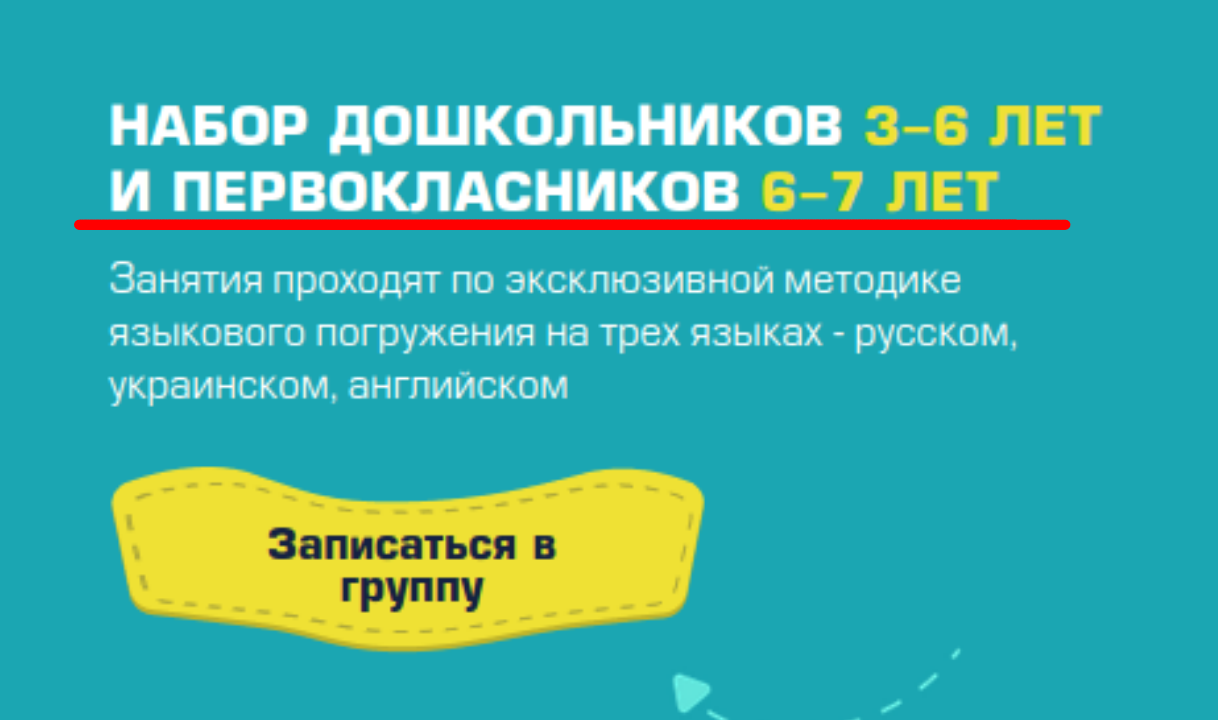 НАБОР ДОШКОЛЬНИКОВ 3–6 ЛЕТ
И ПЕРВОКЛАСНИКОВ 6–7 ЛЕТ
Занятия проходят по эксклюзивной методике
языкового погружения на трех языках - русском,
украинском, английском
Записаться в
группу